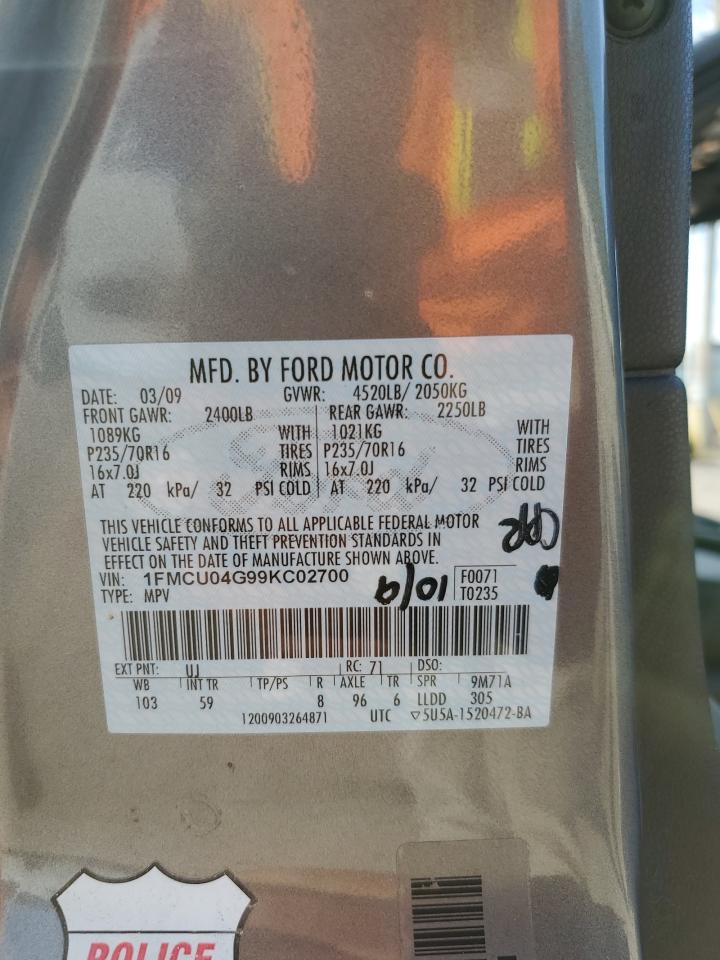 MFD. BY FORD MOTOR CO.
DATE: 03/09 GVWR: 4520LB/ 2050KG
FRONT GAWR: 2400LB REAR GAWR: 2250LB
1089KG WITH 1021KG WITH
P235/70R16 TIRES P235/70R16 TIRES
16x7.0J RIMS 16x7.0J RIMS
AT 220 kPa/ 32 PSI COLD AT 220 kPa/ 32 PSI COLD
THIS VEHICLE CONFORMS TO ALL APPLICABLE FEDERAL MOTOR
VEHICLE SAFETY AND THEFT PREVENTION STANDARDS IN
EFFECT ON THE DATE OF MANUFACTURE SHOWN ABOVE.
VIN: 1FMCU04G99KC02700 F0071
TYPE: MPV T0235
EXT PNT: UJ RC: 71 DSO:
WB INT TR TP/PS R AXLE TR SPR 9M71A
103 59 8 96 6 LLDD 305
1200903264871 UTC ▽5U5A-1520472-BA
POLICE